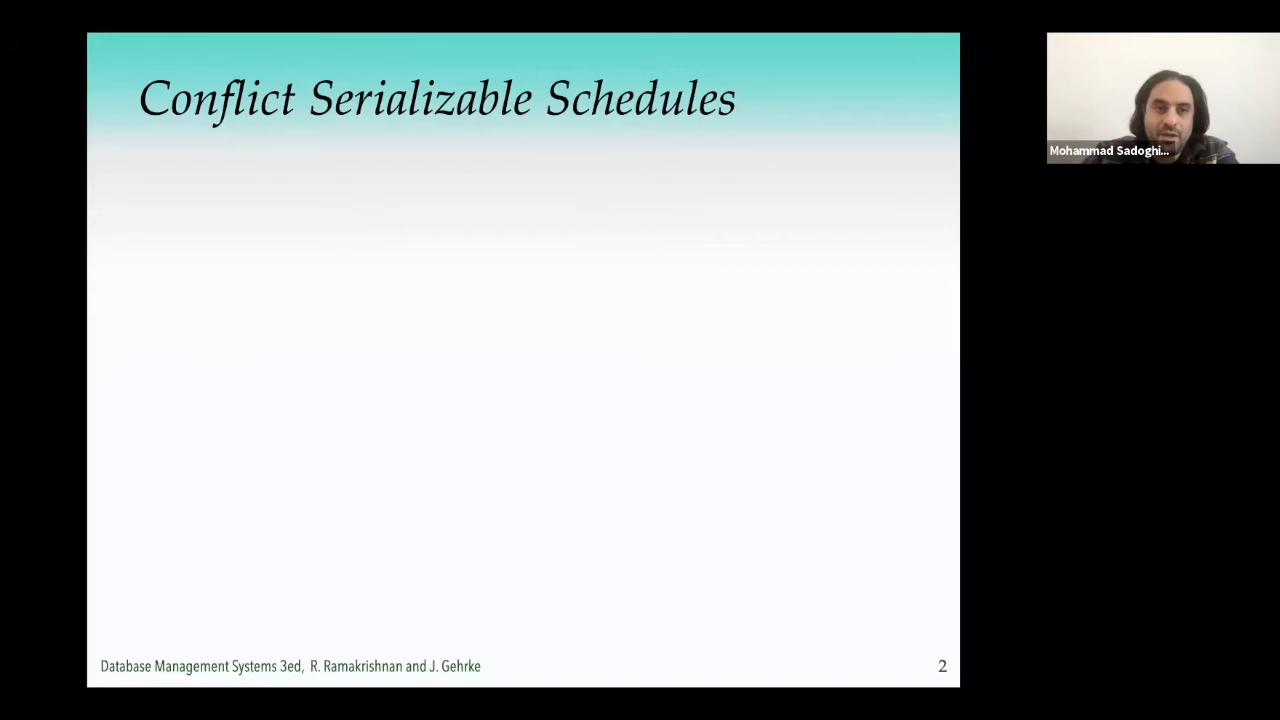 Conflict Serializable Schedules
Mohammad Sadoghi...
Database Management Systems 3ed, R. Ramakrishnan and J. Gehrke
2